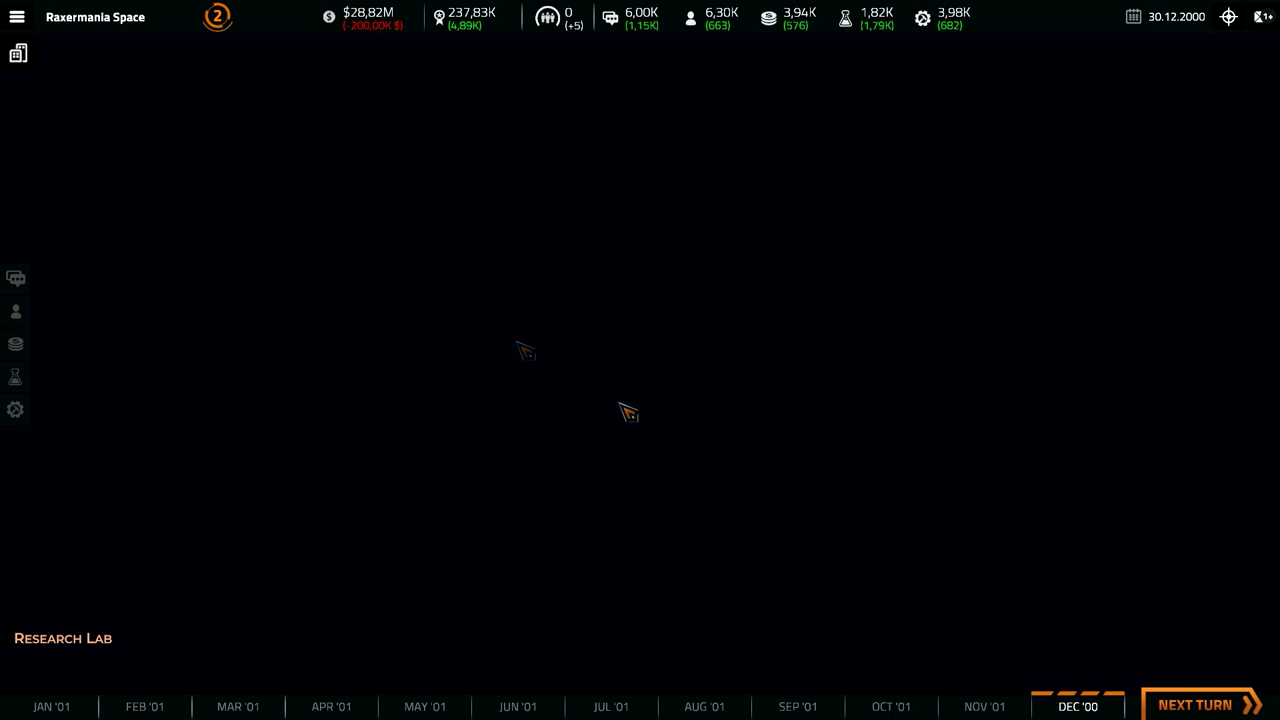 Raxermania Space
2
$28,82M
(-200,00K $)
237,83K
(4,89K)
0
(+5)
6,00K
(1,15K)
6,30K
(663)
3,94K
(576)
1,82K
(1,79K)
3,98K
(682)
30.12.2000
1+
RESEARCH LAB
JAN '01
FEB '01
MAR '01
APR '01
MAY '01
JUN '01
JUL '01
AUG '01
SEP '01
OCT '01
NOV '01
DEC '00
NEXT TURN